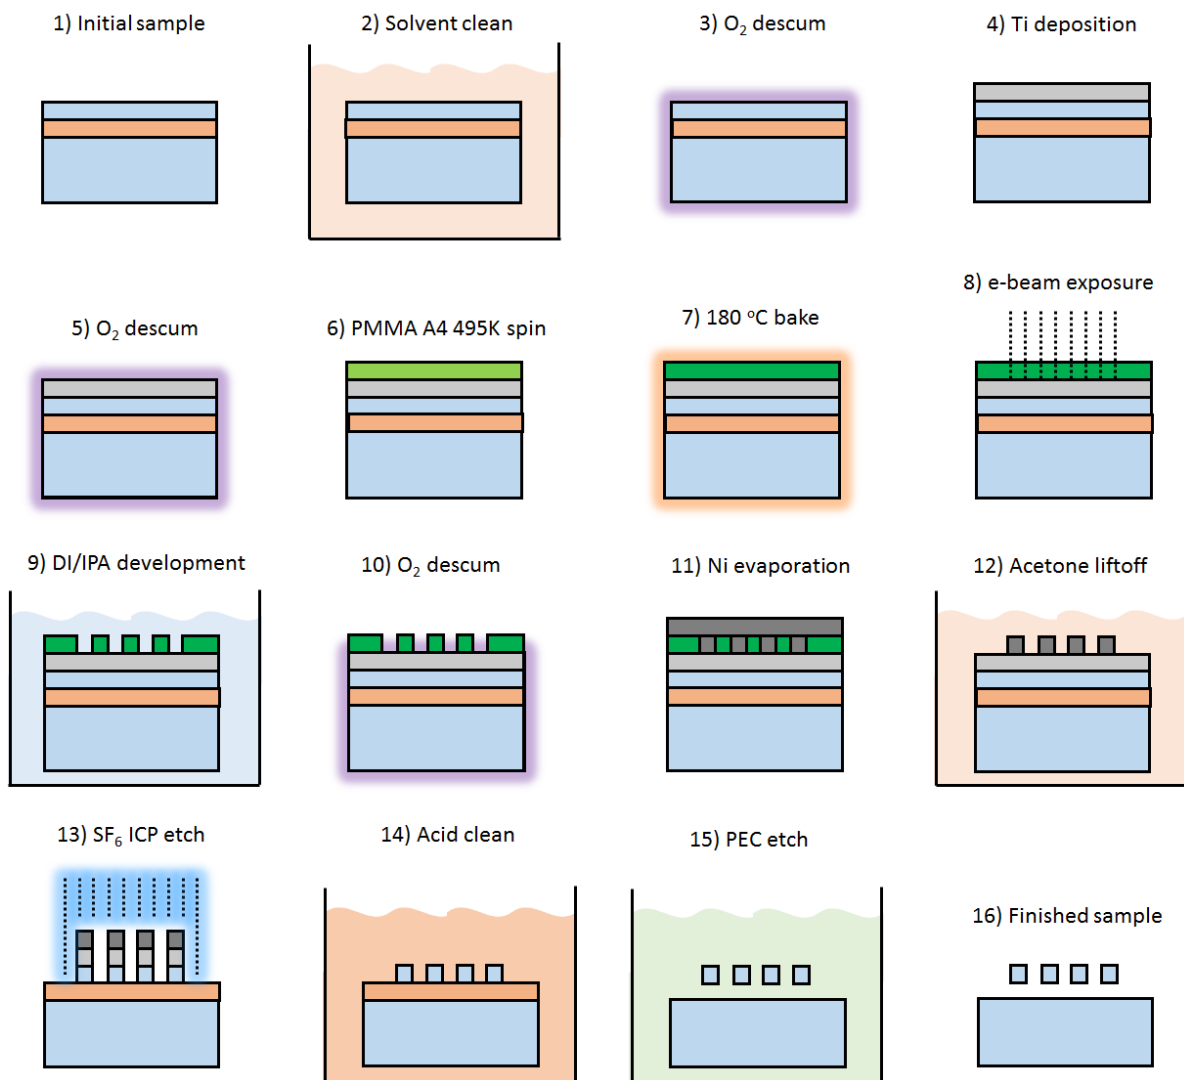 1) Initial sample
2) Solvent clean
3) O₂ descum
4) Ti deposition
5) O₂ descum
6) PMMA A4 495K spin
7) 180 ºC bake
8) e-beam exposure
9) DI/IPA development
10) O₂ descum
11) Ni evaporation
12) Acetone liftoff
13) SF₆ ICP etch
14) Acid clean
15) PEC etch
16) Finished sample